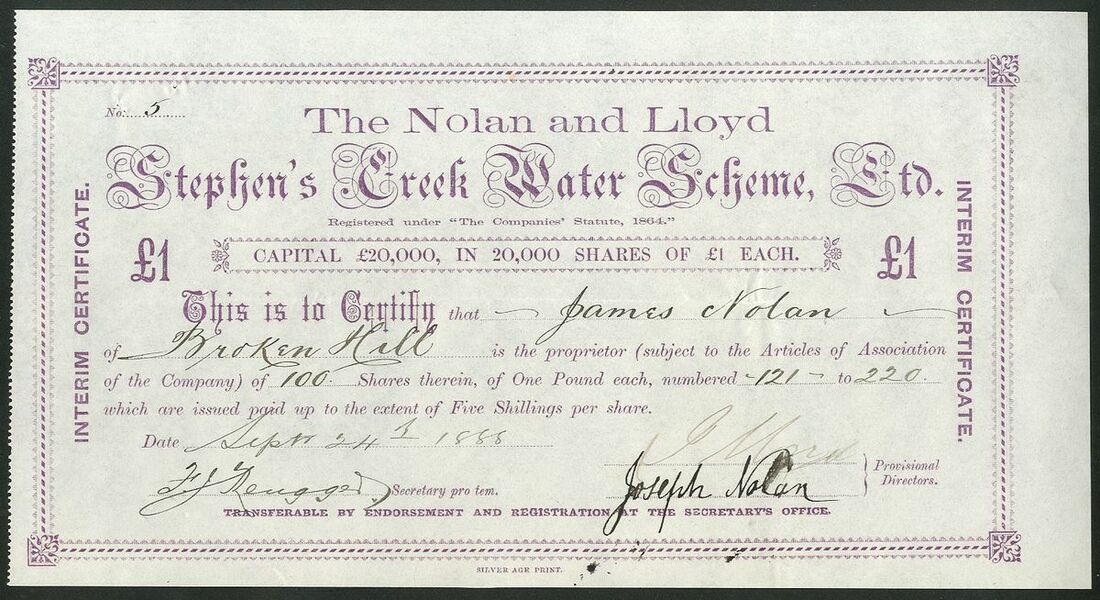 No. 5
The Nolan and Lloyd
Stephen's Creek Water Scheme, Ltd.
Registered under "The Companies' Statute, 1864."
£1
CAPITAL £20,000, IN 20,000 SHARES OF £1 EACH.
£1
INTERIM CERTIFICATE.
INTERIM CERTIFICATE.
This is to Certify that James Nolan
of Broken Hill is the proprietor (subject to the Articles of Association
of the Company) of 100 Shares therein, of One Pound each, numbered -121- to 220.
which are issued paid up to the extent of Five Shillings per share.
Date Septr 24th 1888
Secretary pro tem.
Joseph Nolan
Provisional
Directors.
TRANSFERABLE BY ENDORSEMENT AND REGISTRATION AT THE SECRETARY'S OFFICE.
SILVER AGE PRINT.